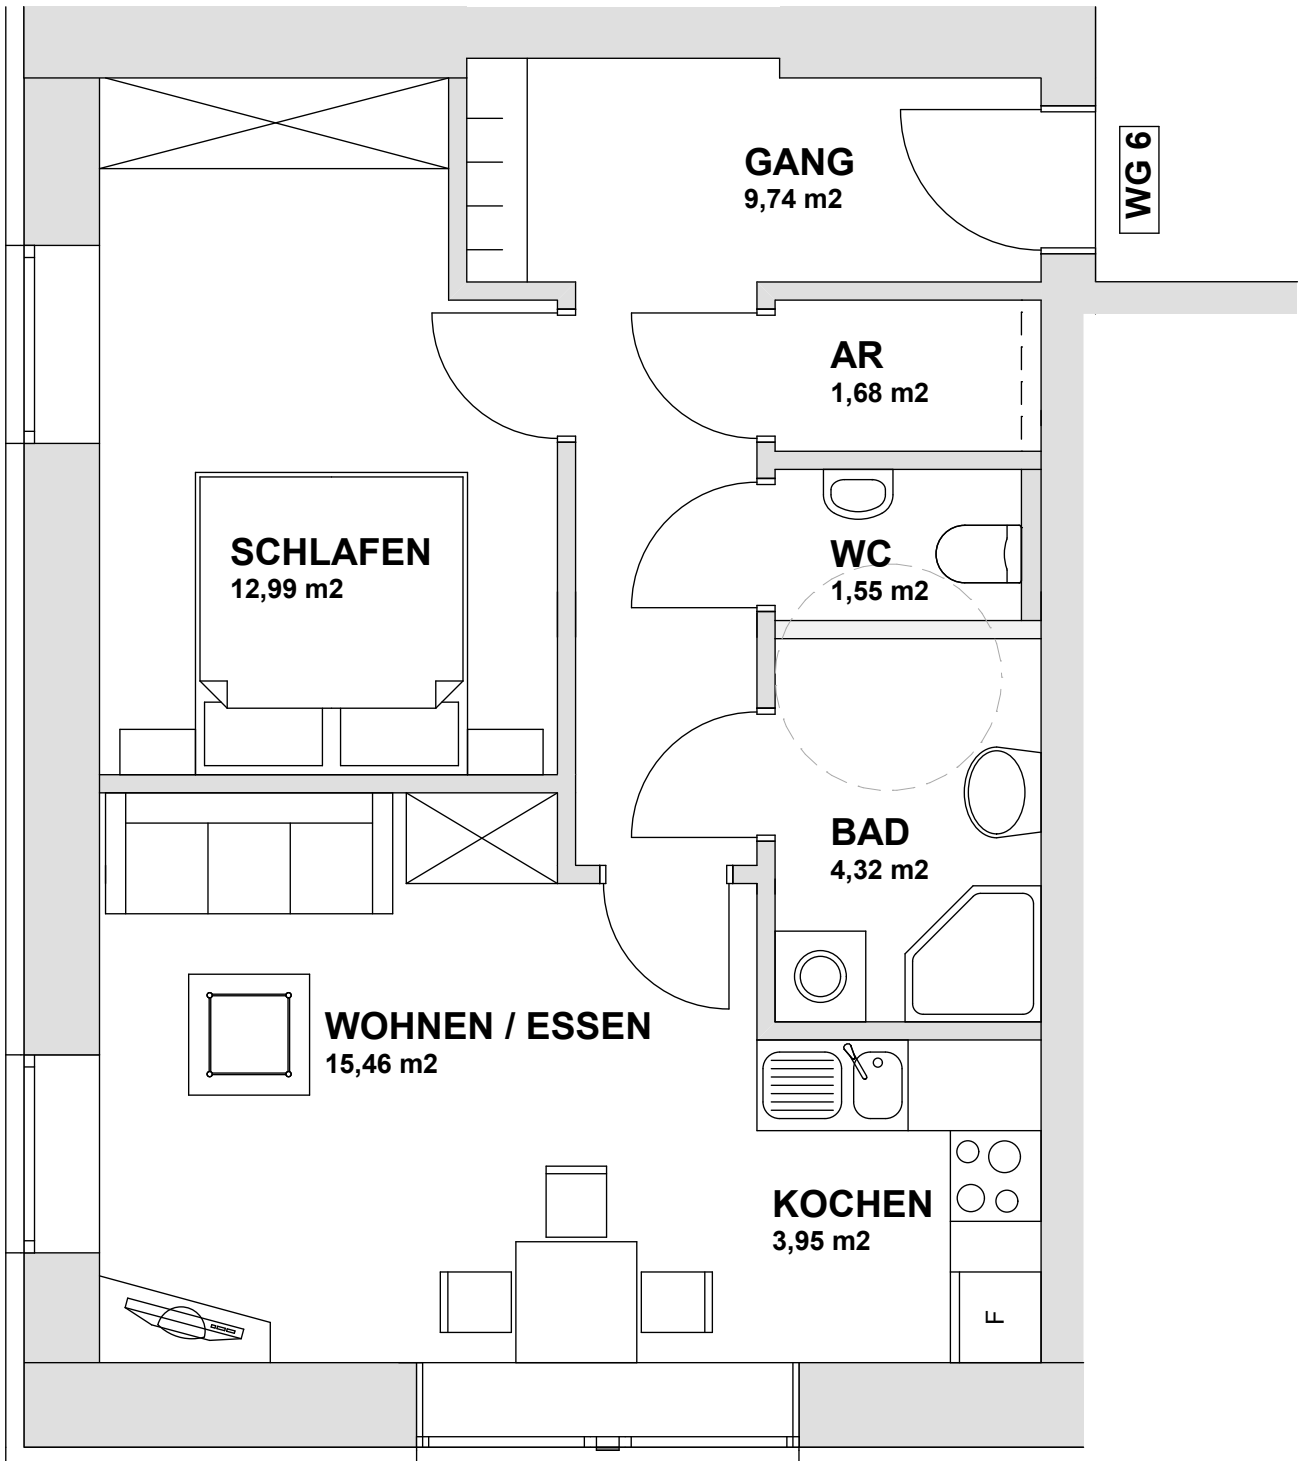 GANG
9,74 m2
WG 6
AR
1,68 m2
SCHLAFEN
12,99 m2
WC
1,55 m2
BAD
4,32 m2
WOHNEN / ESSEN
15,46 m2
KOCHEN
3,95 m2
F